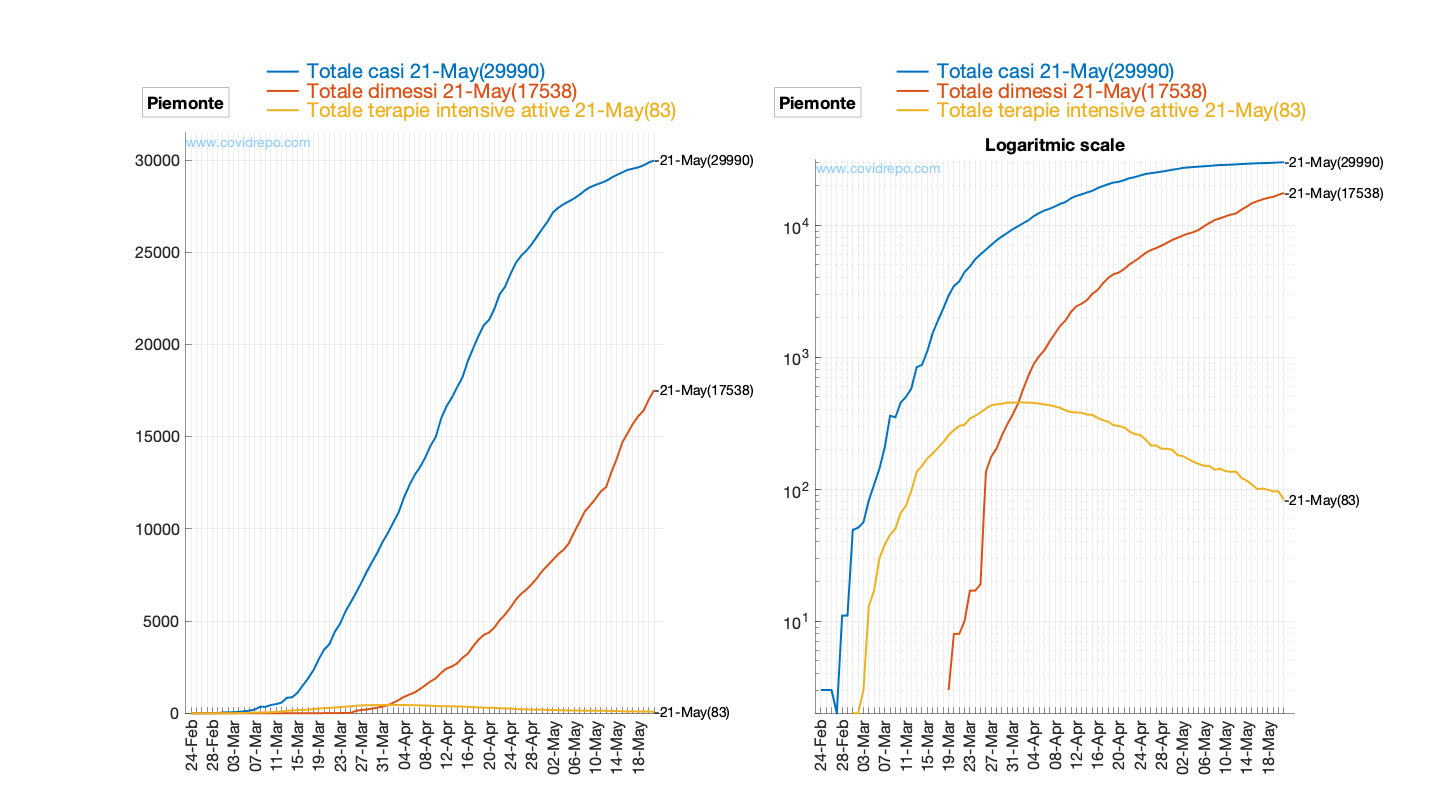 Piemonte
Totale casi 21-May(29990)
Totale dimessi 21-May(17538)
Totale terapie intensive attive 21-May(83)
www.covidrepo.com
30000
25000
20000
15000
10000
5000
0
21-May(29990)
21-May(17538)
21-May(83)
24-Feb
28-Feb
03-Mar
07-Mar
11-Mar
15-Mar
19-Mar
23-Mar
27-Mar
31-Mar
04-Apr
08-Apr
12-Apr
16-Apr
20-Apr
24-Apr
28-Apr
02-May
06-May
10-May
14-May
18-May
Piemonte
Totale casi 21-May(29990)
Totale dimessi 21-May(17538)
Totale terapie intensive attive 21-May(83)
Logaritmic scale
www.covidrepo.com
10^4
10^3
10^2
10^1
21-May(29990)
21-May(17538)
21-May(83)
24-Feb
28-Feb
03-Mar
07-Mar
11-Mar
15-Mar
19-Mar
23-Mar
27-Mar
31-Mar
04-Apr
08-Apr
12-Apr
16-Apr
20-Apr
24-Apr
28-Apr
02-May
06-May
10-May
14-May
18-May